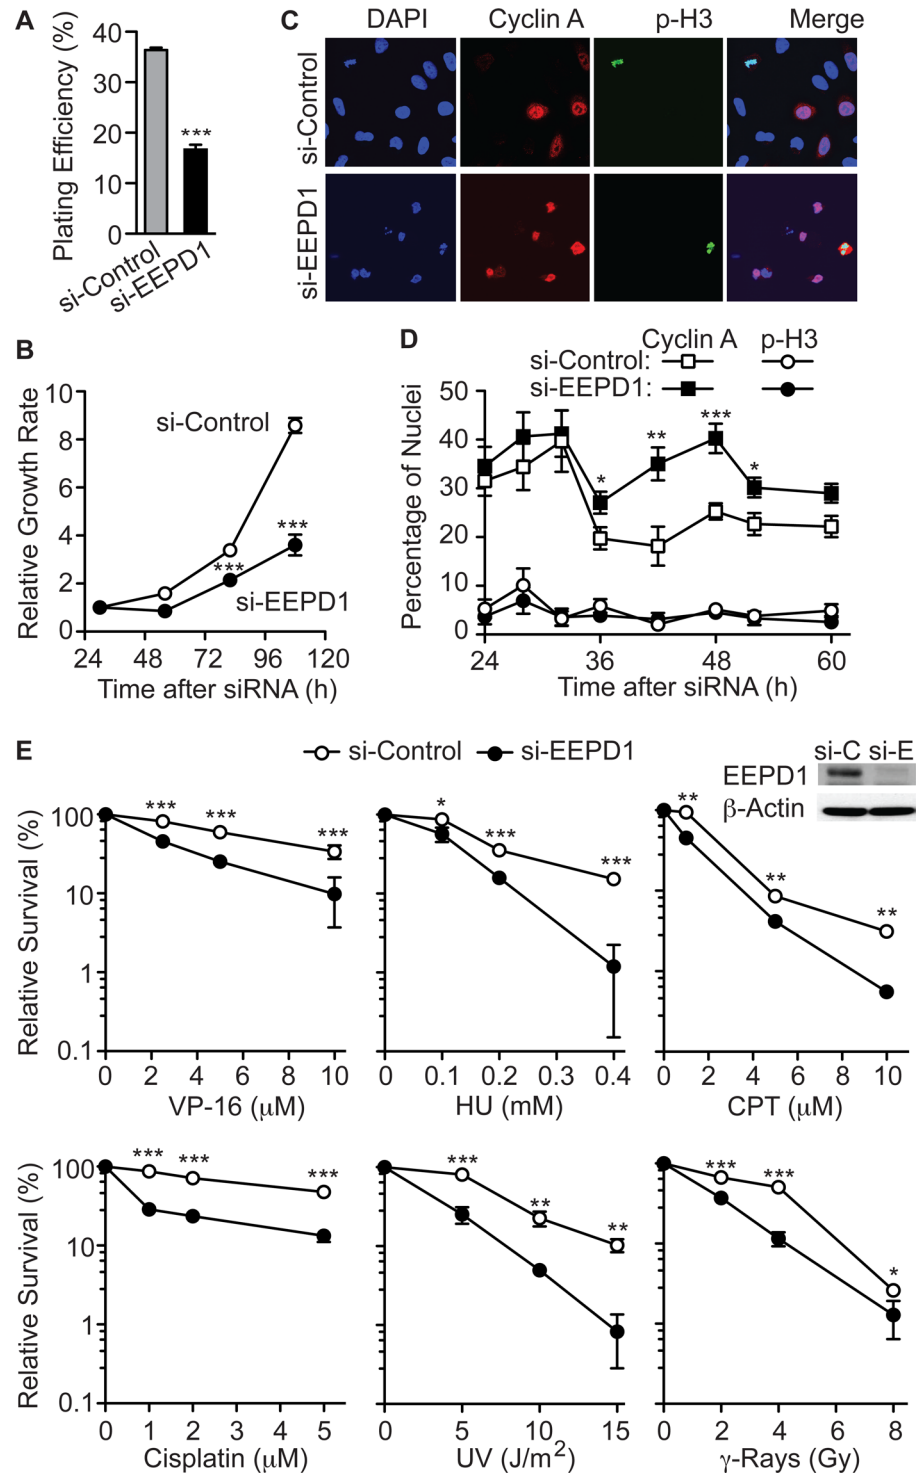 A
Plating Efficiency (%)
40
30
20
10
0
***
si-Control
si-EEPD1
C
DAPI Cyclin A p-H3 Merge
si-Control
si-EEPD1
B
Relative Growth Rate
10
8
6
4
2
0
si-Control
***
***
si-EEPD1
24 48 72 96 120
Time after siRNA (h)
D
Cyclin A p-H3
si-Control:
si-EEPD1:
Percentage of Nuclei
50
40
30
20
10
0
* ** *** *
24 36 48 60
Time after siRNA (h)
E
si-Control si-EEPD1
si-C si-E
EEPD1
β-Actin
Relative Survival (%)
100
10
1
0.1
*** *** ***
0 2 4 6 8 10
VP-16 (μM)
* *** ***
0 0.1 0.2 0.3 0.4
HU (mM)
** ** **
0 2 4 6 8 10
CPT (μM)
Relative Survival (%)
100
10
1
0.1
*** *** ***
0 1 2 3 4 5
Cisplatin (μM)
*** ** **
0 5 10 15
UV (J/m²)
*** *** *
0 2 4 6 8
γ-Rays (Gy)